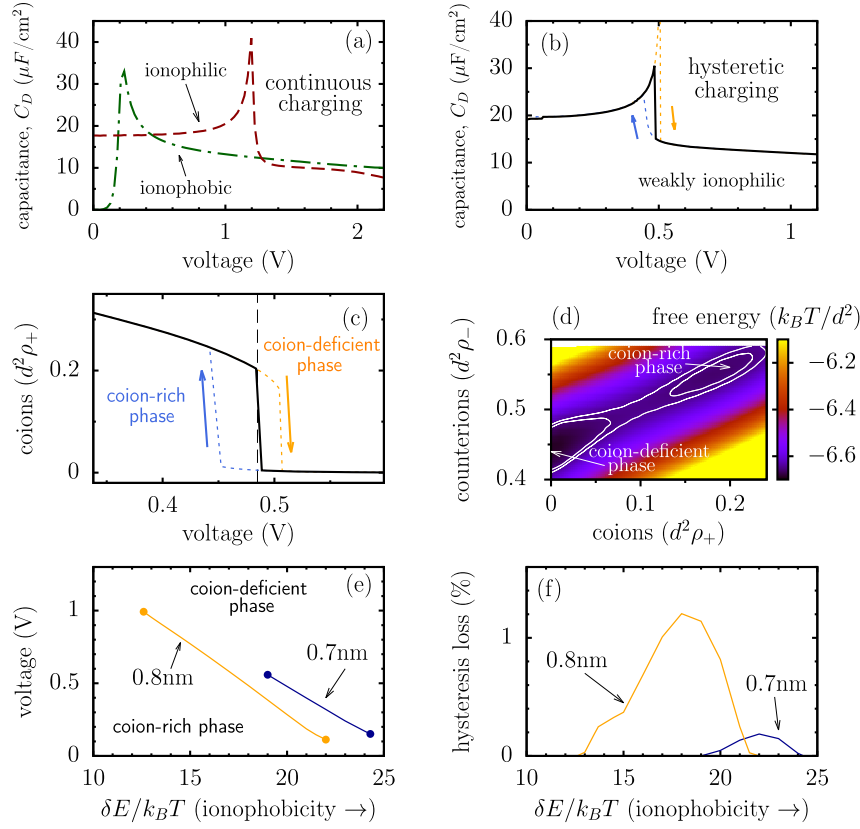 40
30
20
10
0
capacitance, C_D (μF/cm²)
(a)
ionophilic
continuous
charging
ionophobic
0
1
2
voltage (V)
40
30
20
10
0
capacitance, C_D (μF/cm²)
(b)
hysteretic
charging
weakly ionophilic
0
0.5
1
voltage (V)
0.2
0
coions (d²ρ₊)
(c)
coion-deficient
phase
coion-rich
phase
0.4
0.5
voltage (V)
(d)
free energy (k_BT/d²)
0.6
0.5
0.4
counterions (d²ρ₋)
coion-rich
phase
coion-deficient
phase
0
0.1
0.2
coions (d²ρ₊)
−6.2
−6.4
−6.6
coion-deficient
phase
(e)
1
0.5
0
voltage (V)
0.7nm
0.8nm
coion-rich phase
10
15
20
25
δE/k_BT (ionophobicity →)
(f)
1
0
hysteresis loss (%)
0.8nm
0.7nm
10
15
20
25
δE/k_BT (ionophobicity →)